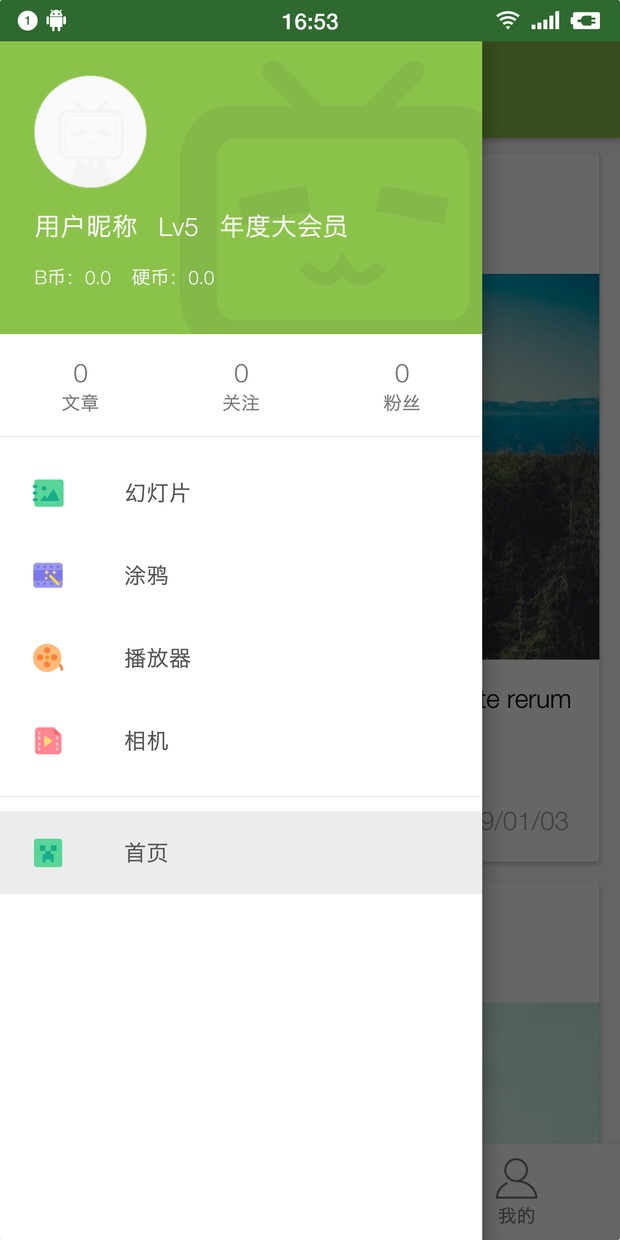 1 16:53
用户昵称 Lv5 年度大会员
B币：0.0 硬币：0.0
0 0 0
文章 关注 粉丝
幻灯片
涂鸦
播放器
te rerum
相机
9/01/03
首页
我的